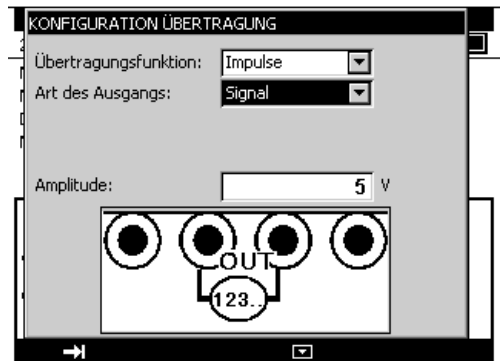 KONFIGURATION ÜBERTRAGUNG
Übertragungsfunktion: Impulse
Art des Ausgangs: Signal
Amplitude: 5 V
OUT
123..